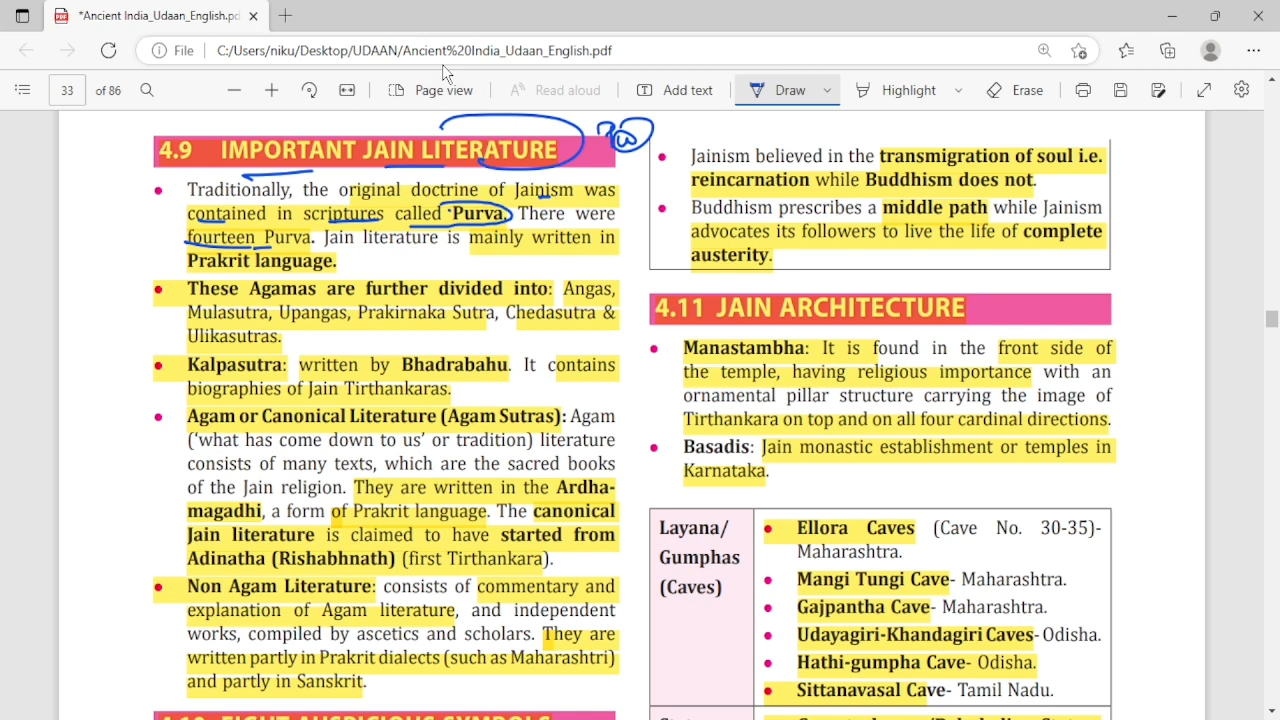 *Ancient India_Udaan_English.pd
File
C:/Users/niku/Desktop/UDAAN/Ancient%20India_Udaan_English.pdf
33 of 86
Page view
Read aloud
Add text
Draw
Highlight
Erase
4.9 IMPORTANT JAIN LITERATURE
• Traditionally, the original doctrine of Jainism was
contained in scriptures called 'Purva. There were
fourteen Purva. Jain literature is mainly written in
Prakrit language.
• These Agamas are further divided into: Angas,
Mulasutra, Upangas, Prakirnaka Sutra, Chedasutra &
Ulikasutras.
• Kalpasutra: written by Bhadrabahu. It contains
biographies of Jain Tirthankaras.
• Agam or Canonical Literature (Agam Sutras): Agam
('what has come down to us' or tradition) literature
consists of many texts, which are the sacred books
of the Jain religion. They are written in the Ardha-
magadhi, a form of Prakrit language. The canonical
Jain literature is claimed to have started from
Adinatha (Rishabhnath) (first Tirthankara).
• Non Agam Literature: consists of commentary and
explanation of Agam literature, and independent
works, compiled by ascetics and scholars. They are
written partly in Prakrit dialects (such as Maharashtri)
and partly in Sanskrit.
4.10 EIGHT AUSPICIOUS SYMBOLS
• Jainism believed in the transmigration of soul i.e.
reincarnation while Buddhism does not.
• Buddhism prescribes a middle path while Jainism
advocates its followers to live the life of complete
austerity.
4.11 JAIN ARCHITECTURE
• Manastambha: It is found in the front side of
the temple, having religious importance with an
ornamental pillar structure carrying the image of
Tirthankara on top and on all four cardinal directions.
• Basadis: Jain monastic establishment or temples in
Karnataka.
Layana/
Gumphas
(Caves)
• Ellora Caves (Cave No. 30-35)-
Maharashtra.
• Mangi Tungi Cave- Maharashtra.
• Gajpantha Cave- Maharashtra.
• Udayagiri-Khandagiri Caves- Odisha.
• Hathi-gumpha Cave- Odisha.
• Sittanavasal Cave- Tamil Nadu.